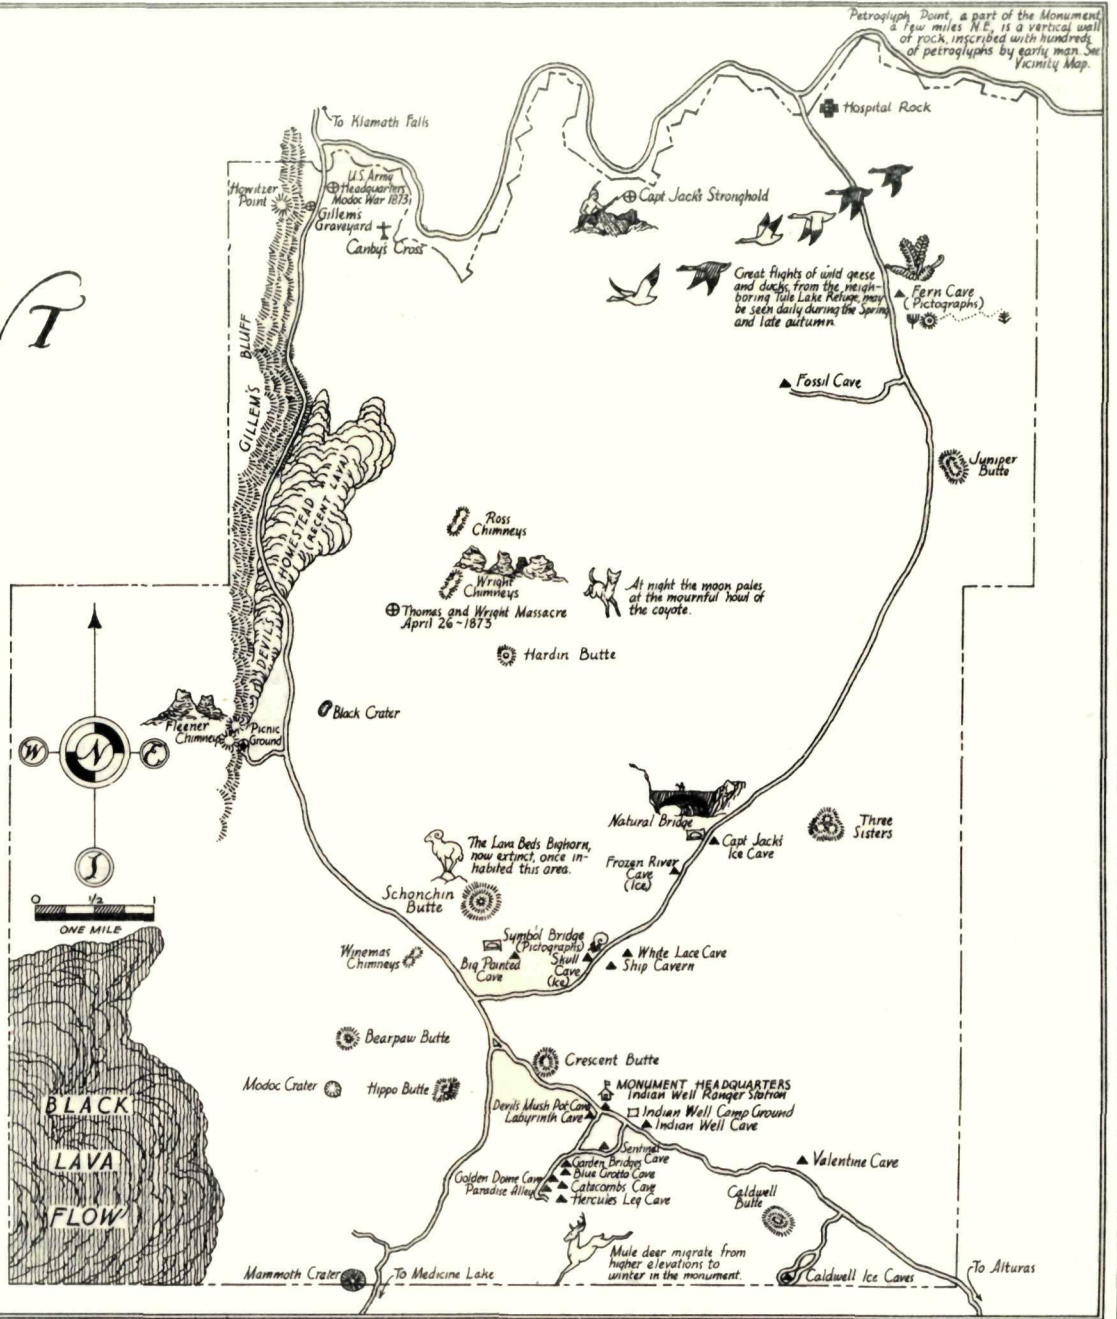 Petroglyph Point, a part of the Monument,
a few miles N.E., is a vertical wall
of rock, inscribed with hundreds
of petroglyphs by early man. See
Vicinity Map.
To Klamath Falls
Hospital Rock
Howitzer
Point
U.S. Army
Headquarters
Modoc War 1873
Gillem's
Graveyard
Canby's Cross
Capt Jack's Stronghold
T
Great flights of wild geese
and ducks, from the neigh-
boring Tule Lake Refuge, may
be seen daily during the Spring
and late autumn.
Fern Cave
(Pictographs)
GILLEM'S BLUFF
Fossil Cave
Juniper
Butte
DEVIL'S HOMESTEAD
(RECENT LAVA)
Ross
Chimneys
Wright
Chimneys
At night the moon pales
at the mournful howl of
the coyote.
Thomas and Wright Massacre
April 26~1873
Hardin Butte
Black Crater
Fleener
Chimneys
Picnic
Ground
W
N
E
Natural Bridge
Capt Jack's
Ice Cave
Three
Sisters
The Lava Beds Bighorn,
now extinct, once in-
habited this area.
Frozen River
Cave
(Ice)
Schonchin
Butte
0 1/2 1
ONE MILE
Symbol Bridge
(Pictographs)
Big Painted
Cave
Skull
Cave
(Ice)
White Lace Cave
Ship Cavern
Winemas
Chimneys
Bearpaw Butte
Crescent Butte
Modoc Crater
Hippo Butte
MONUMENT HEADQUARTERS
Indian Well Ranger Station
Devil's Mush Pot Cave
Labyrinth Cave
Indian Well Camp Ground
Indian Well Cave
BLACK
LAVA
FLOW
Sentinel
Cave
Garden Bridges
Blue Grotto Cave
Golden Dome Cave
Catacombs Cave
Paradise Alley
Hercules Leg Cave
Valentine Cave
Caldwell
Butte
Mule deer migrate from
higher elevations to
winter in the monument.
Mammoth Crater
To Medicine Lake
Caldwell Ice Caves
To Alturas